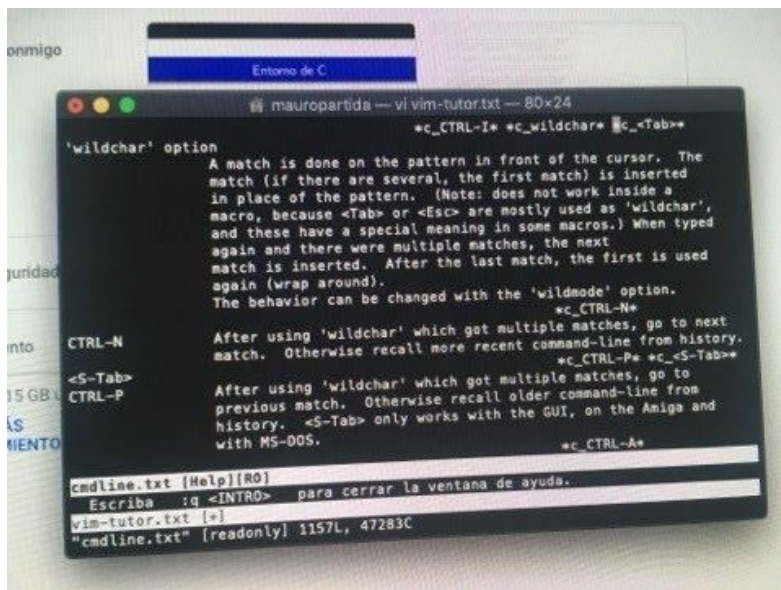 onmigo
Entorno de C
mauropartida — vi vim-tutor.txt — 80×24
*c_CTRL-I* *c_wildchar* *c_<Tab>*
'wildchar' option
A match is done on the pattern in front of the cursor.  The
match (if there are several, the first match) is inserted
in place of the pattern.  (Note: does not work inside a
macro, because <Tab> or <Esc> are mostly used as 'wildchar',
and these have a special meaning in some macros.) When typed
again and there were multiple matches, the next
match is inserted.  After the last match, the first is used
again (wrap around).
The behavior can be changed with the 'wildmode' option.
*c_CTRL-N*
CTRL-N After using 'wildchar' which got multiple matches, go to next
match.  Otherwise recall more recent command-line from history.
*c_CTRL-P* *c_<S-Tab>*
<S-Tab>
CTRL-P After using 'wildchar' which got multiple matches, go to
previous match.  Otherwise recall older command-line from
history.  <S-Tab> only works with the GUI, on the Amiga and
with MS-DOS.
*c_CTRL-A*
cmdline.txt [Help][RO]
Escriba :q <INTRO> para cerrar la ventana de ayuda.
vim-tutor.txt [+]
"cmdline.txt" [readonly] 1157L, 47283C
guridad
ento
15 GB
ÁS
MIENTO